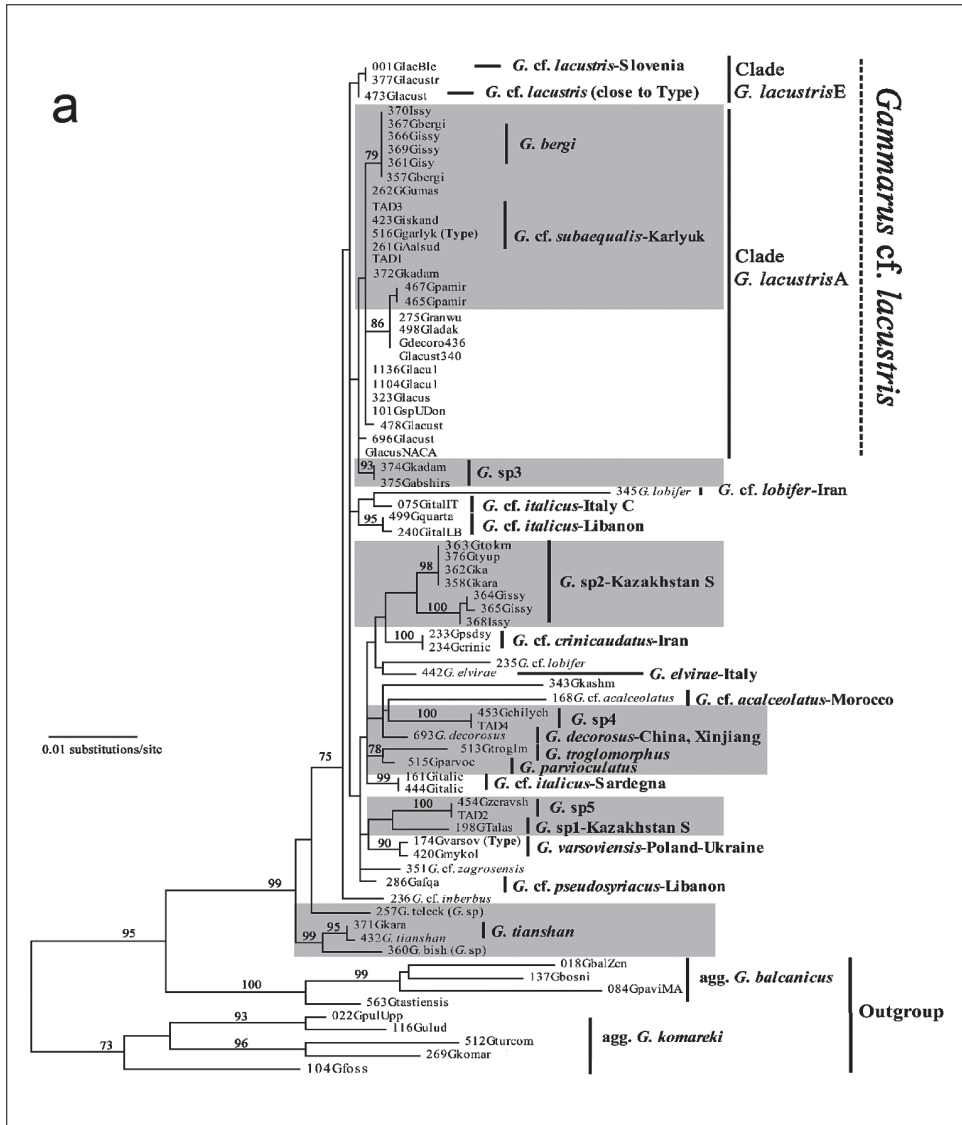 a
001GlacBle
G. cf. lacustris-Slovenia
377Glacustr
473Glacust
G. cf. lacustris (close to Type)
Clade
G. lacustrisE
370Issy
367Gbergi
366Gissy
369Gissy
361Gisy
357Gbergi
79
G. bergi
262GGumas
TAD3
423Giskand
516Ggarlyk (Type)
261GAalsud
TAD1
G. cf. subaequalis-Karlyuk
372Gkadam
467Gpamir
465Gpamir
Clade
G. lacustrisA
Gammarus cf. lacustris
275Granwu
86
498Gladak
Gdecoro436
Glacust340
1136Glacu1
1104Glacu1
323Glacus
101GspUDon
478Glacust
696Glacust
GlacusNACA
93
374Gkadam
375Gabshirs
G. sp3
345G. lobifer
G. cf. lobifer-Iran
075GitalIT
G. cf. italicus-Italy C
95
499Gquarta
240GitalLB
G. cf. italicus-Libanon
363Gtokm
376Gtyup
98
362Gka
358Gkara
G. sp2-Kazakhstan S
364Gissy
100
365Gissy
368Issy
100
233Gpsdsy
234Gcrinic
G. cf. crinicaudatus-Iran
235G. cf. lobifer
442G. elvirae
G. elvirae-Italy
343Gkashm
168G. cf. acalceolatus
G. cf. acalceolatus-Morocco
100
453Gchilych
TAD4
G. sp4
693G. decorosus
G. decorosus-China, Xinjiang
0.01 substitutions/site
78
513Gtroglm
G. troglomorphus
515Gparvoc
G. parvioculatus
75
99
161Gitalic
444Gitalic
G. cf. italicus-Sardegna
100
454Gzeravsh
TAD2
G. sp5
198GTalas
G. sp1-Kazakhstan S
90
174Gvarsov (Type)
420Gmykol
G. varsoviensis-Poland-Ukraine
351G. cf. zagrosensis
286Gafqa
G. cf. pseudosyriacus-Libanon
99
236G. cf. inberbus
257G. teleck (G. sp)
95
371Gkara
432G. tianshan
G. tianshan
99
360G. bish (G. sp)
95
018GbalZen
99
137Gbosni
100
084GpaviMA
agg. G. balcanicus
563Gtastiensis
Outgroup
93
022GpulUpp
116Gulud
73
96
512Gturcom
269Gkomar
agg. G. komareki
104Gfoss